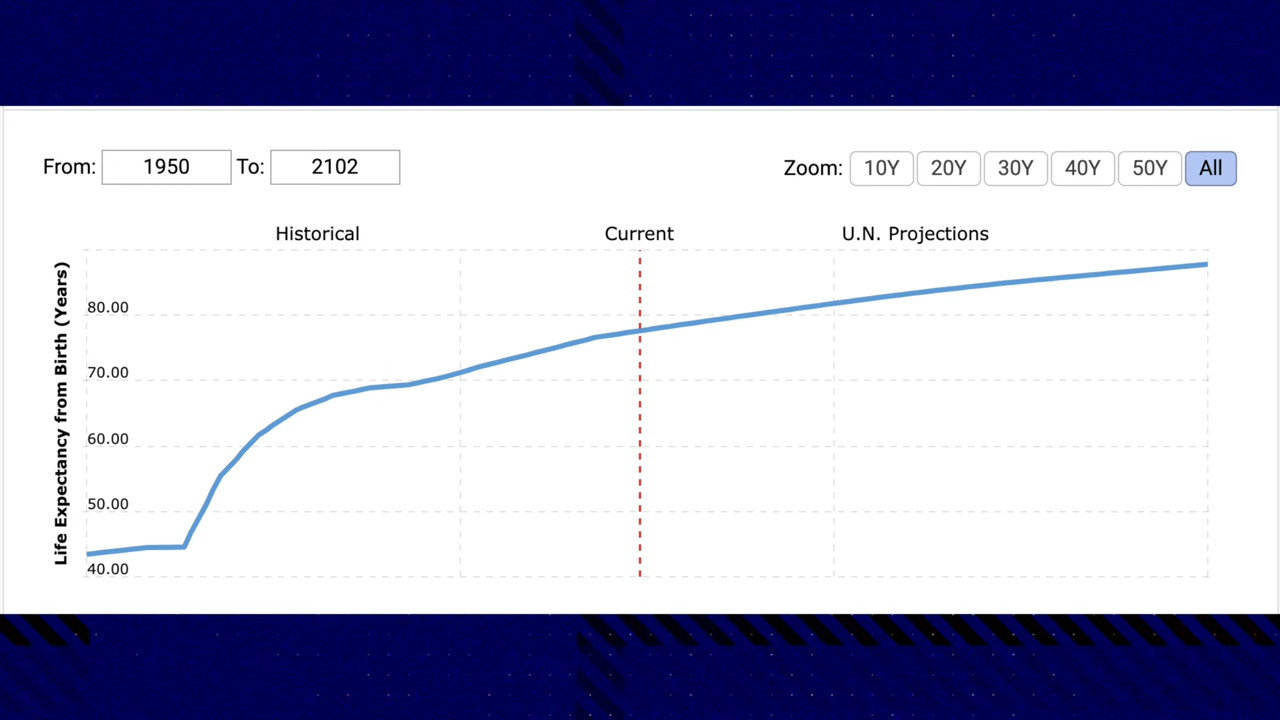 From: 1950 To: 2102
Zoom: 10Y 20Y 30Y 40Y 50Y All
Historical Current U.N. Projections
Life Expectancy from Birth (Years)
80.00
70.00
60.00
50.00
40.00